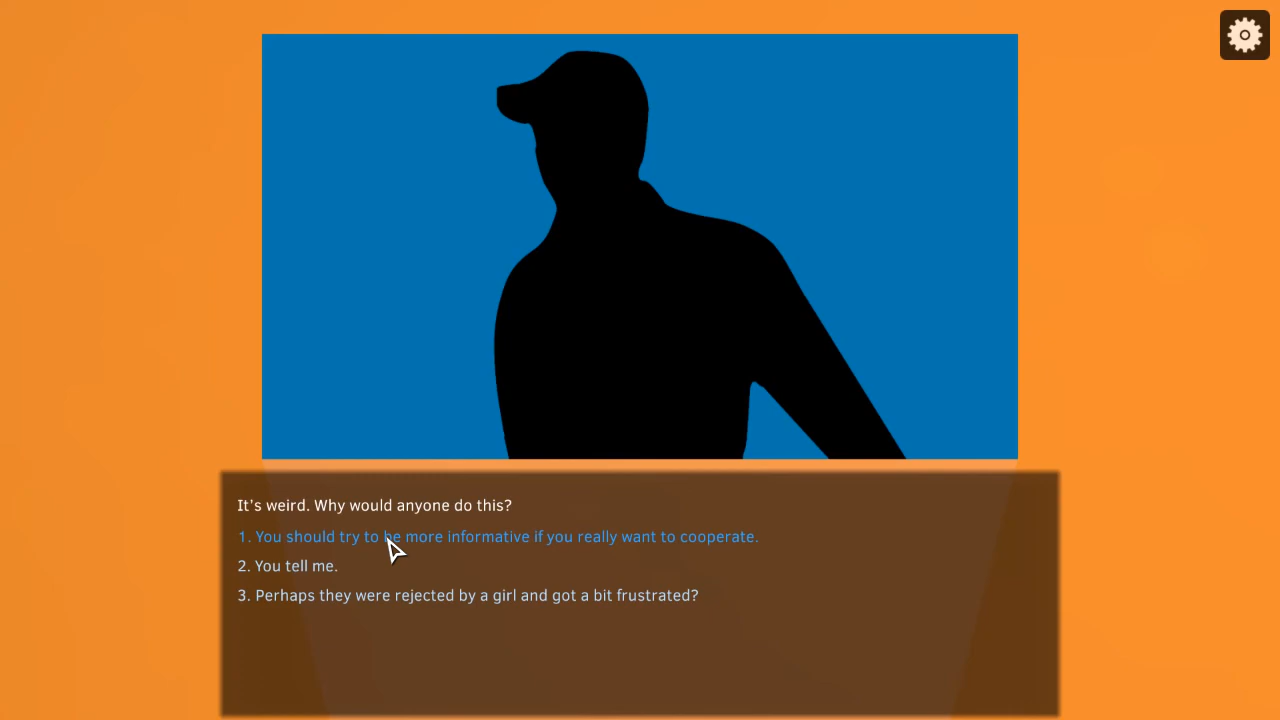 It's weird. Why would anyone do this?
1. You should try to be more informative if you really want to cooperate.
2. You tell me.
3. Perhaps they were rejected by a girl and got a bit frustrated?